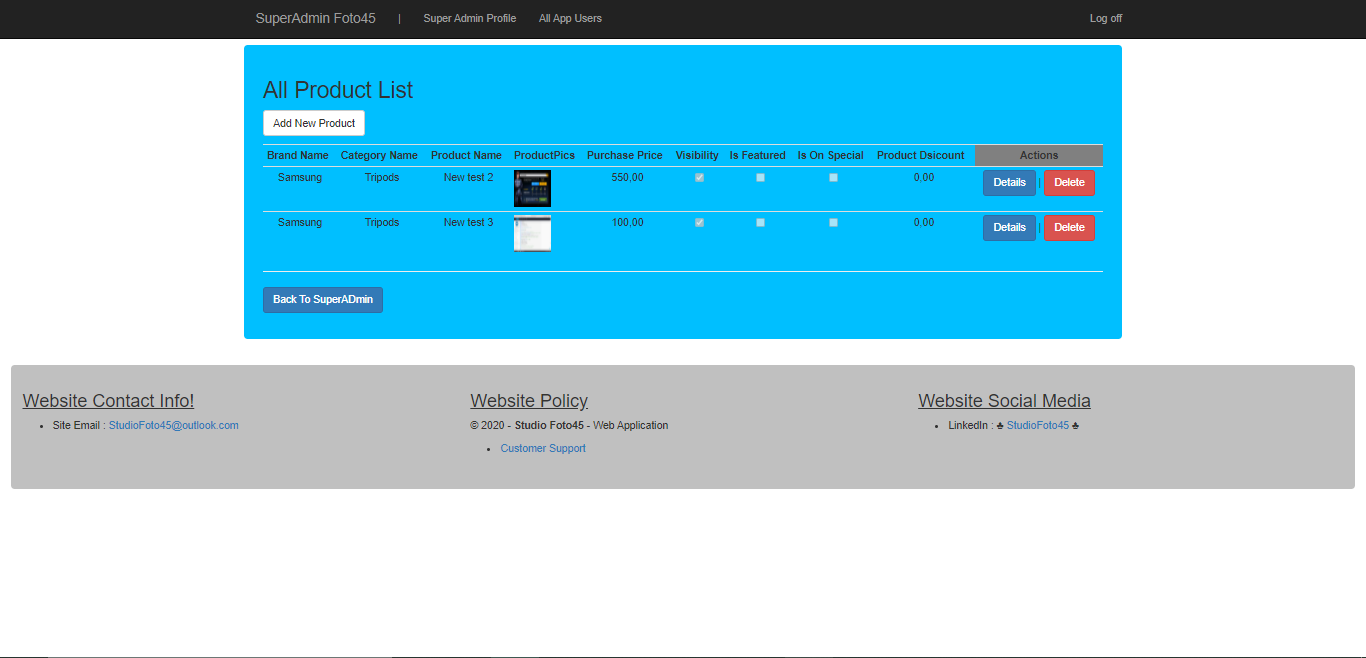 SuperAdmin Foto45 | Super Admin Profile All App Users Log off
All Product List
Add New Product
Brand Name Category Name Product Name ProductPics Purchase Price Visibility Is Featured Is On Special Product Dsicount Actions
Samsung Tripods New test 2 550,00 0,00 Details | Delete
Samsung Tripods New test 3 100,00 0,00 Details | Delete
Back To SuperADmin
Website Contact Info!
• Site Email : StudioFoto45@outlook.com
Website Policy
© 2020 - Studio Foto45 - Web Application
• Customer Support
Website Social Media
• LinkedIn : ♣ StudioFoto45 ♣